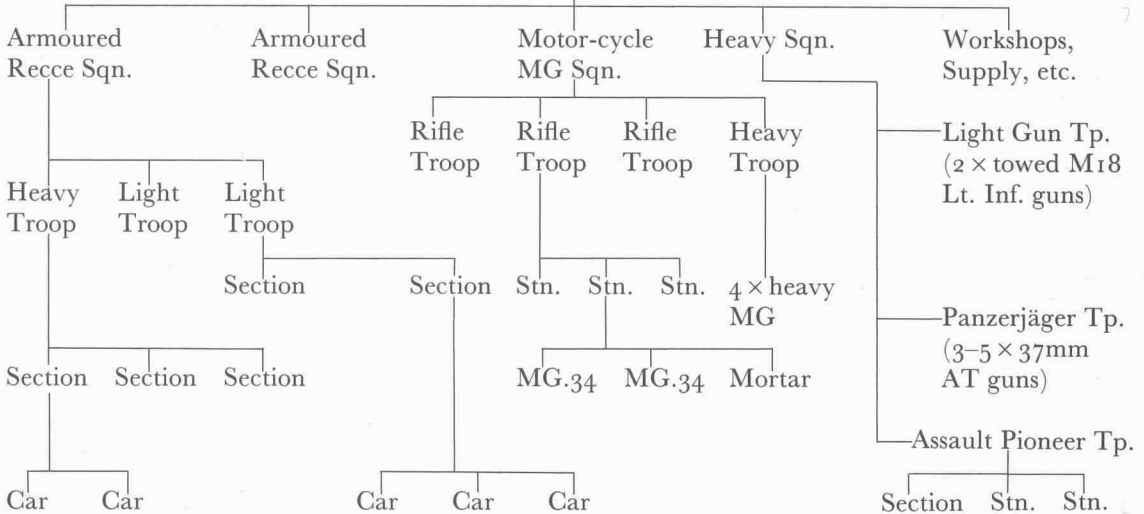 Armoured
Recce Sqn.
Armoured
Recce Sqn.
Motor-cycle
MG Sqn.
Heavy Sqn.
Workshops,
Supply, etc.
Rifle
Troop
Rifle
Troop
Rifle
Troop
Heavy
Troop
Light Gun Tp.
(2 × towed M18
Lt. Inf. guns)
Heavy
Troop
Light
Troop
Light
Troop
Section
Section
Stn.
Stn.
Stn.
4 × heavy
MG
Panzerjäger Tp.
(3–5 × 37mm
AT guns)
Section
Section
Section
MG.34
MG.34
Mortar
Assault Pioneer Tp.
Car
Car
Car
Car
Car
Section
Stn.
Stn.